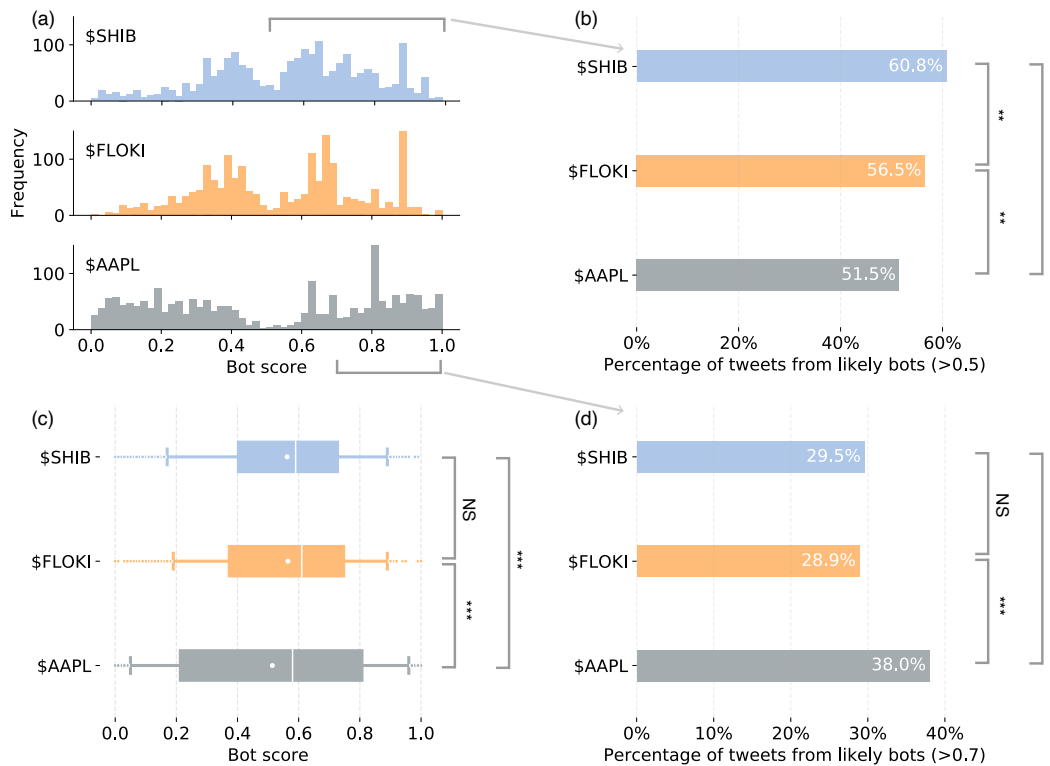 (a)
$SHIB
100
0
$FLOKI
100
0
$AAPL
100
0
Frequency
0.0 0.2 0.4 0.6 0.8 1.0
Bot score
(b)
$SHIB
60.8%
$FLOKI
56.5%
$AAPL
51.5%
**
**
0% 20% 40% 60%
Percentage of tweets from likely bots (>0.5)
(c)
$SHIB
$FLOKI
$AAPL
NS
***
***
0.0 0.2 0.4 0.6 0.8 1.0
Bot score
(d)
$SHIB
29.5%
$FLOKI
28.9%
$AAPL
38.0%
NS
***
0% 10% 20% 30% 40%
Percentage of tweets from likely bots (>0.7)